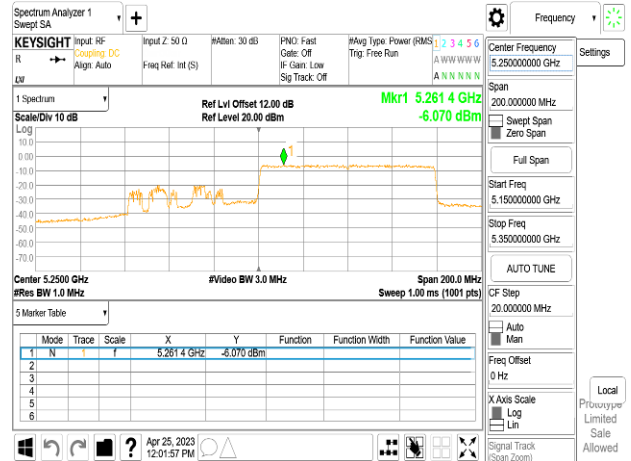 Spectrum Analyzer 1
Swept SA
KEYSIGHT
R
Input: RF
Coupling: DC
Align: Auto
Input Z: 50 Ω
Freq Ref: Int (S)
#Atten: 30 dB
PNO: Fast
Gate: Off
IF Gain: Low
Sig Track: Off
#Avg Type: Power (RMS
Trig: Free Run
1 2 3 4 5 6
A W W W W W
A N N N N N
1 Spectrum
Scale/Div 10 dB
Ref Lvl Offset 12.00 dB
Ref Level 20.00 dBm
Mkr1 5.261 4 GHz
-6.070 dBm
Log
10.0
0.00
-10.0
-20.0
-30.0
-40.0
-50.0
-60.0
-70.0
1
Center 5.2500 GHz
#Video BW 3.0 MHz
Span 200.0 MHz
#Res BW 1.0 MHz
Sweep 1.00 ms (1001 pts)
5 Marker Table
Mode Trace Scale X Y Function Function Width Function Value
1 N 1 f 5.261 4 GHz -6.070 dBm
2
3
4
5
6
Apr 25, 2023
12:01:57 PM
Frequency
Settings
Center Frequency
5.250000000 GHz
Span
200.000000 MHz
Swept Span
Zero Span
Full Span
Start Freq
5.150000000 GHz
Stop Freq
5.350000000 GHz
AUTO TUNE
CF Step
20.000000 MHz
Auto
Man
Freq Offset
0 Hz
X Axis Scale
Log
Lin
Signal Track
(Span Zoom)
Local
Prototype
Limited
Sale
Allowed